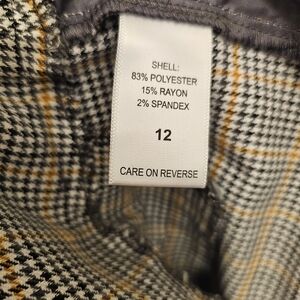 SHELL:
83% POLYESTER
15% RAYON
2% SPANDEX
12
CARE ON REVERSE